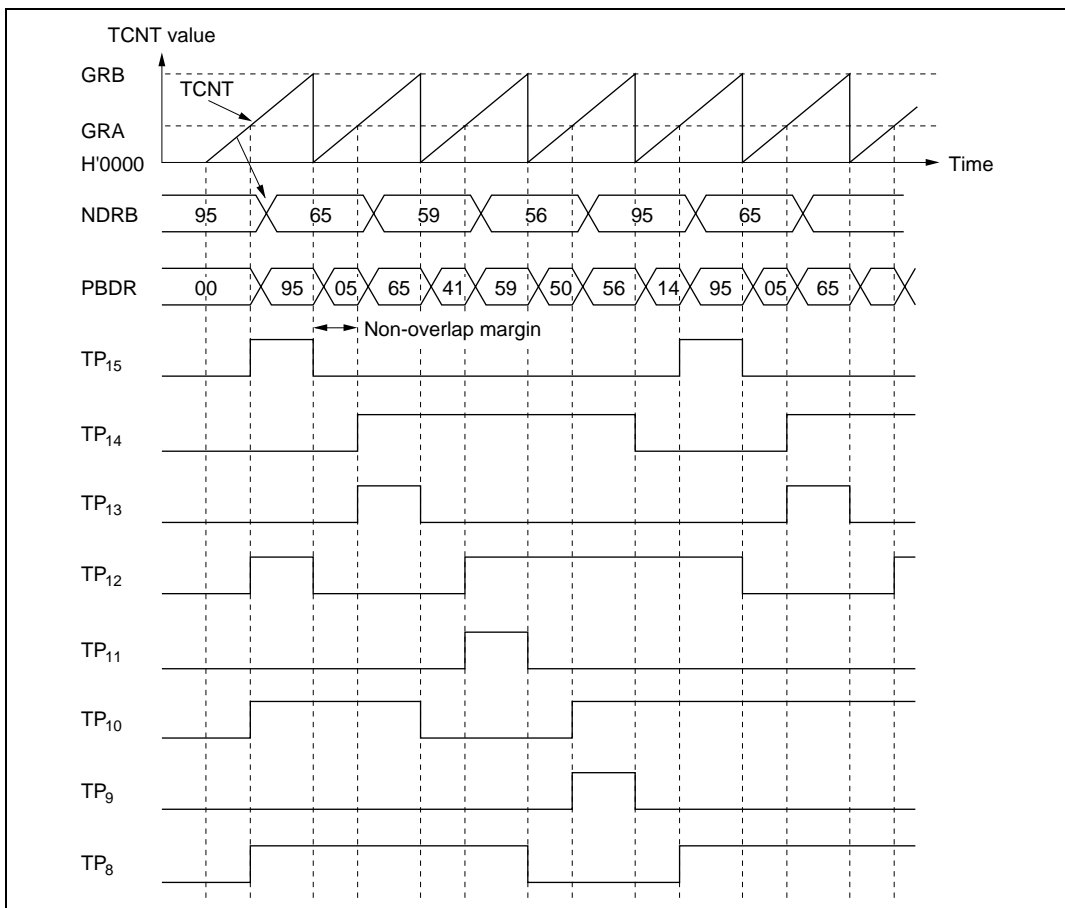 TCNT value
GRB
TCNT
GRA
H'0000
Time
NDRB 95 65 59 56 95 65
PBDR 00 95 05 65 41 59 50 56 14 95 05 65
Non-overlap margin
TP15
TP14
TP13
TP12
TP11
TP10
TP9
TP8